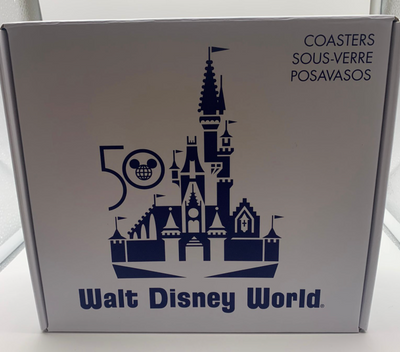 COASTERS
SOUS-VERRE
POSAVASOS
50
Walt Disney World®